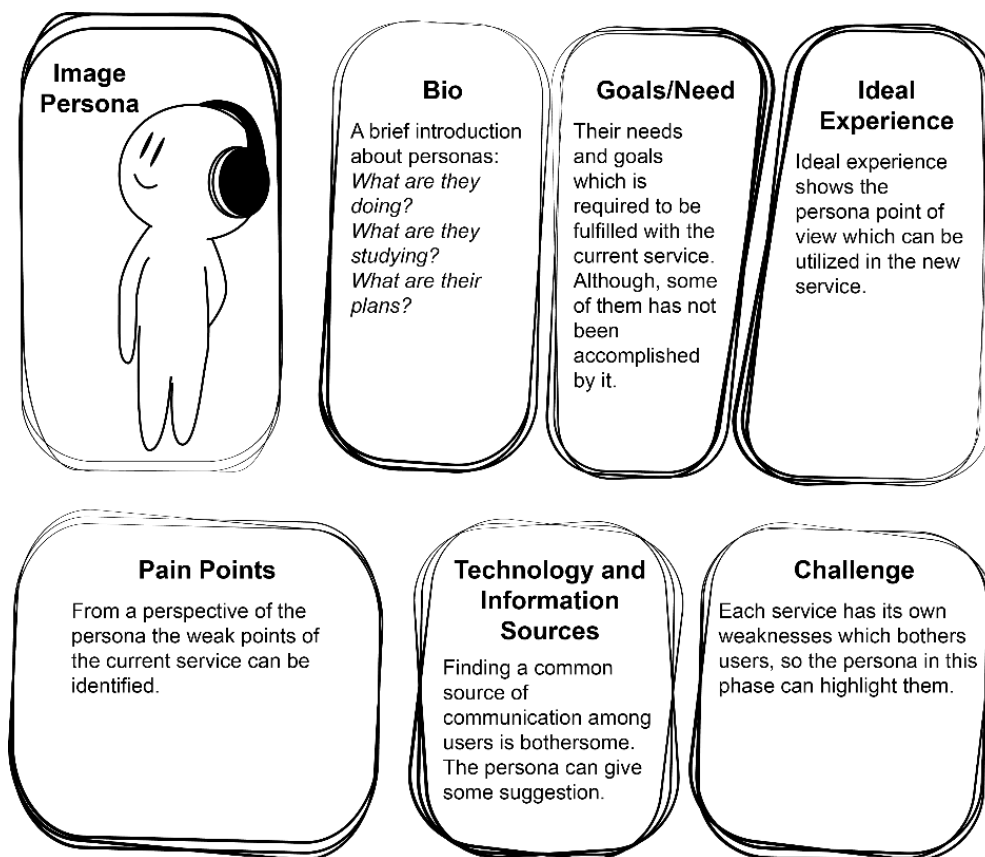 Image
Persona
Bio
A brief introduction
about personas:
What are they
doing?
What are they
studying?
What are their
plans?
Goals/Need
Their needs
and goals
which is
required to be
fulfilled with the
current service.
Although, some
of them has not
been
accomplished
by it.
Ideal
Experience
Ideal experience
shows the
persona point of
view which can be
utilized in the new
service.
Pain Points
From a perspective of the
persona the weak points of
the current service can be
identified.
Technology and
Information
Sources
Finding a common
source of
communication among
users is bothersome.
The persona can give
some suggestion.
Challenge
Each service has its own
weaknesses which bothers
users, so the persona in this
phase can highlight them.